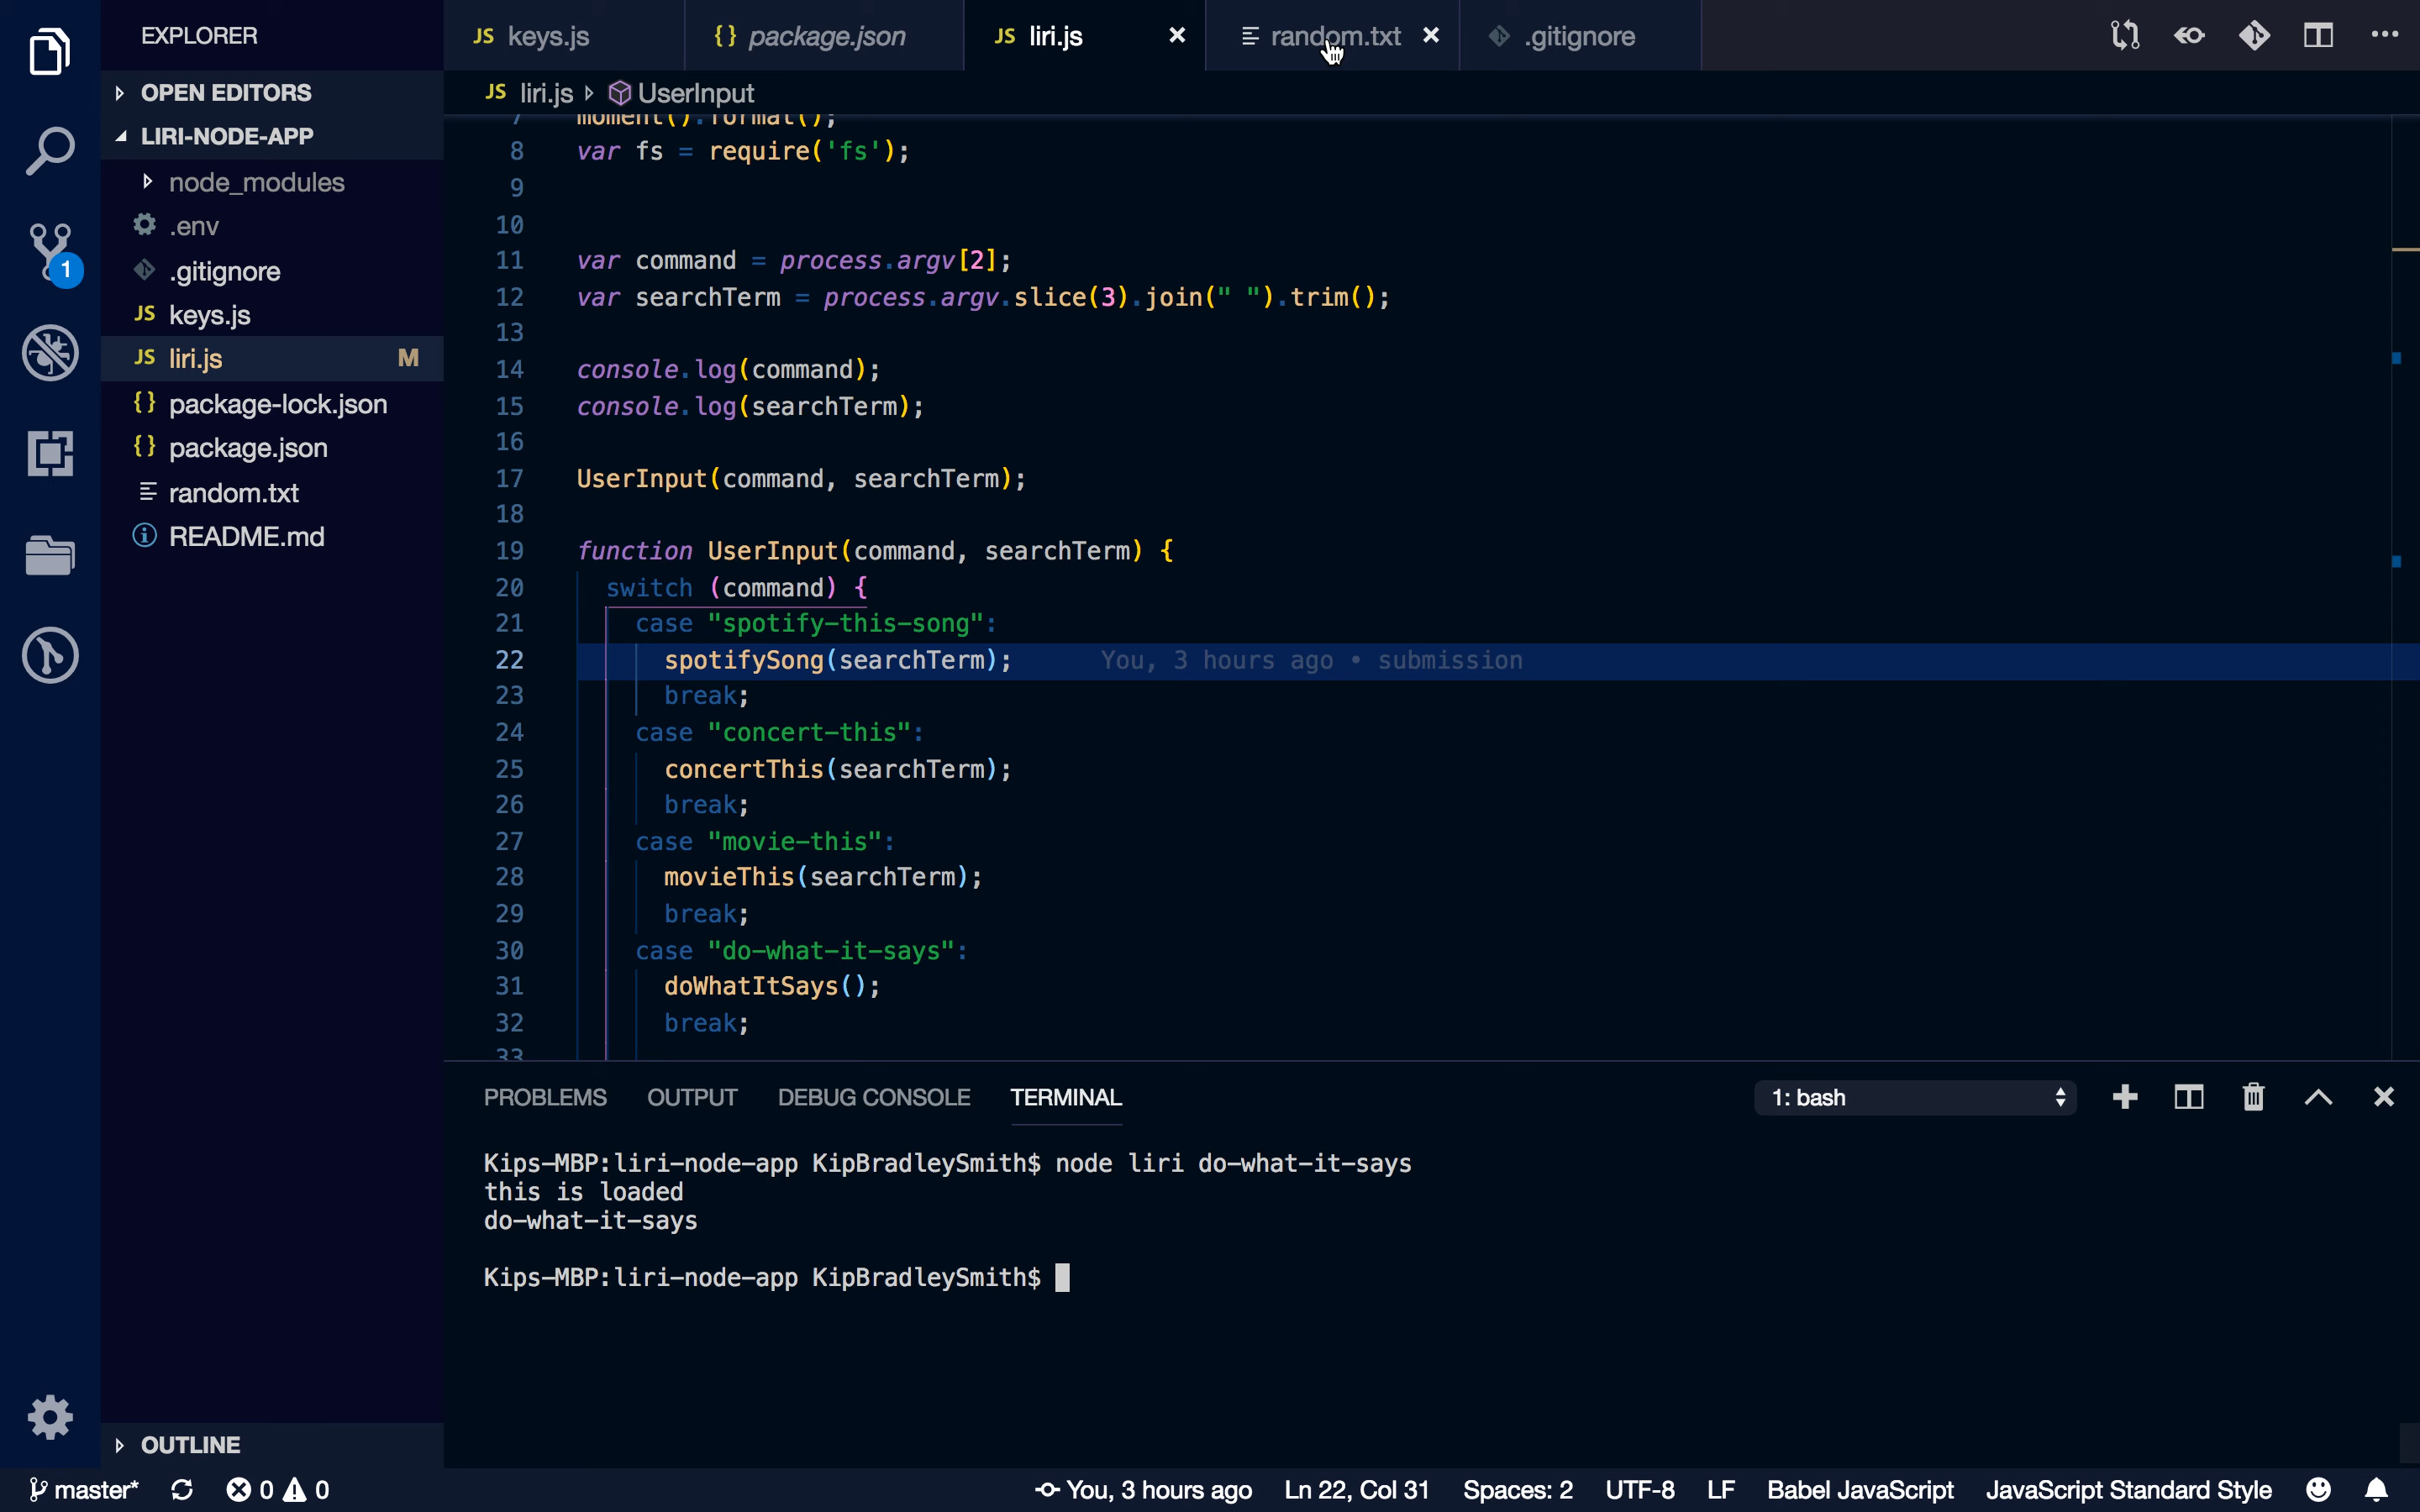 EXPLORER
JS keys.js
{} package.json
JS liri.js
random.txt
.gitignore
OPEN EDITORS
JS liri.js UserInput
LIRI-NODE-APP
node_modules
.env
.gitignore
JS keys.js
JS liri.js M
{} package-lock.json
{} package.json
random.txt
README.md
1
7 moment().format();
8 var fs = require('fs');
9
10
11 var command = process.argv[2];
12 var searchTerm = process.argv.slice(3).join(" ").trim();
13
14 console.log(command);
15 console.log(searchTerm);
16
17 UserInput(command, searchTerm);
18
19 function UserInput(command, searchTerm) {
20 switch (command) {
21 case "spotify-this-song":
22 spotifySong(searchTerm); You, 3 hours ago • submission
23 break;
24 case "concert-this":
25 concertThis(searchTerm);
26 break;
27 case "movie-this":
28 movieThis(searchTerm);
29 break;
30 case "do-what-it-says":
31 doWhatItSays();
32 break;
33
PROBLEMS OUTPUT DEBUG CONSOLE TERMINAL
1: bash
Kips-MBP:liri-node-app KipBradleySmith$ node liri do-what-it-says
this is loaded
do-what-it-says
Kips-MBP:liri-node-app KipBradleySmith$
OUTLINE
master* 0 0
You, 3 hours ago Ln 22, Col 31 Spaces: 2 UTF-8 LF Babel JavaScript JavaScript Standard Style